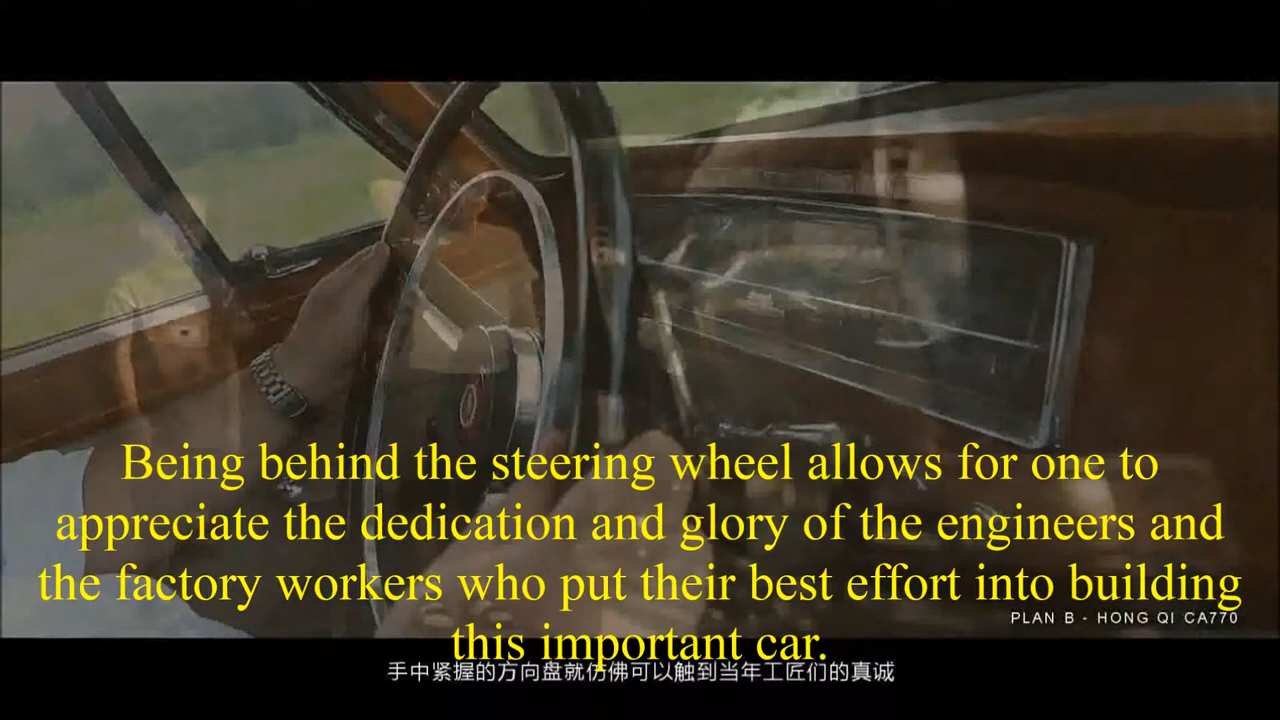 Being behind the steering wheel allows for one to
appreciate the dedication and glory of the engineers and
the factory workers who put their best effort into building
PLAN B - HONG QI CA770
this important car.
手中紧握的方向盘就仿佛可以触到当年工匠们的真诚